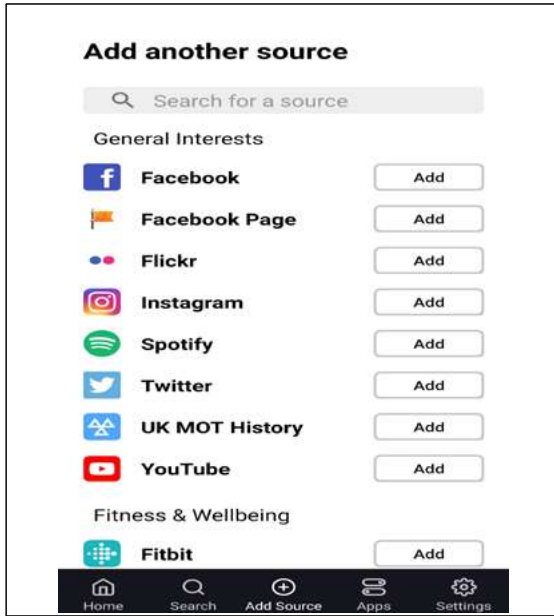 Add another source
Search for a source
General Interests
Facebook Add
Facebook Page Add
Flickr Add
Instagram Add
Spotify Add
Twitter Add
UK MOT History Add
YouTube Add
Fitness & Wellbeing
Fitbit Add
Home Search Add Source Apps Settings